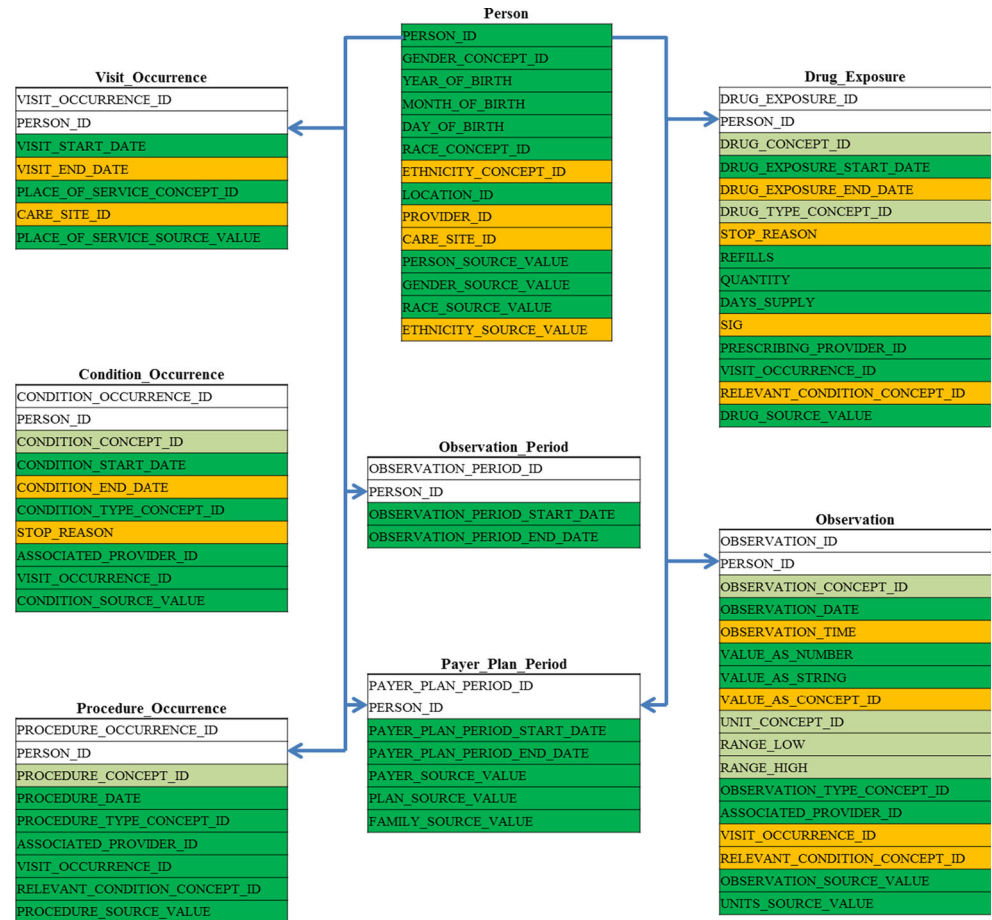 Person
PERSON_ID
GENDER_CONCEPT_ID
YEAR_OF_BIRTH
MONTH_OF_BIRTH
DAY_OF_BIRTH
RACE_CONCEPT_ID
ETHNICITY_CONCEPT_ID
LOCATION_ID
PROVIDER_ID
CARE_SITE_ID
PERSON_SOURCE_VALUE
GENDER_SOURCE_VALUE
RACE_SOURCE_VALUE
ETHNICITY_SOURCE_VALUE
Visit_Occurrence
VISIT_OCCURRENCE_ID
PERSON_ID
VISIT_START_DATE
VISIT_END_DATE
PLACE_OF_SERVICE_CONCEPT_ID
CARE_SITE_ID
PLACE_OF_SERVICE_SOURCE_VALUE
Drug_Exposure
DRUG_EXPOSURE_ID
PERSON_ID
DRUG_CONCEPT_ID
DRUG_EXPOSURE_START_DATE
DRUG_EXPOSURE_END_DATE
DRUG_TYPE_CONCEPT_ID
STOP_REASON
REFILLS
QUANTITY
DAYS_SUPPLY
SIG
PRESCRIBING_PROVIDER_ID
VISIT_OCCURRENCE_ID
RELEVANT_CONDITION_CONCEPT_ID
DRUG_SOURCE_VALUE
Condition_Occurrence
CONDITION_OCCURRENCE_ID
PERSON_ID
CONDITION_CONCEPT_ID
CONDITION_START_DATE
CONDITION_END_DATE
CONDITION_TYPE_CONCEPT_ID
STOP_REASON
ASSOCIATED_PROVIDER_ID
VISIT_OCCURRENCE_ID
CONDITION_SOURCE_VALUE
Observation_Period
OBSERVATION_PERIOD_ID
PERSON_ID
OBSERVATION_PERIOD_START_DATE
OBSERVATION_PERIOD_END_DATE
Observation
OBSERVATION_ID
PERSON_ID
OBSERVATION_CONCEPT_ID
OBSERVATION_DATE
OBSERVATION_TIME
VALUE_AS_NUMBER
VALUE_AS_STRING
VALUE_AS_CONCEPT_ID
UNIT_CONCEPT_ID
RANGE_LOW
RANGE_HIGH
OBSERVATION_TYPE_CONCEPT_ID
ASSOCIATED_PROVIDER_ID
VISIT_OCCURRENCE_ID
RELEVANT_CONDITION_CONCEPT_ID
OBSERVATION_SOURCE_VALUE
UNITS_SOURCE_VALUE
Payer_Plan_Period
PAYER_PLAN_PERIOD_ID
PERSON_ID
PAYER_PLAN_PERIOD_START_DATE
PAYER_PLAN_PERIOD_END_DATE
PAYER_SOURCE_VALUE
PLAN_SOURCE_VALUE
FAMILY_SOURCE_VALUE
Procedure_Occurrence
PROCEDURE_OCCURRENCE_ID
PERSON_ID
PROCEDURE_CONCEPT_ID
PROCEDURE_DATE
PROCEDURE_TYPE_CONCEPT_ID
ASSOCIATED_PROVIDER_ID
VISIT_OCCURRENCE_ID
RELEVANT_CONDITION_CONCEPT_ID
PROCEDURE_SOURCE_VALUE